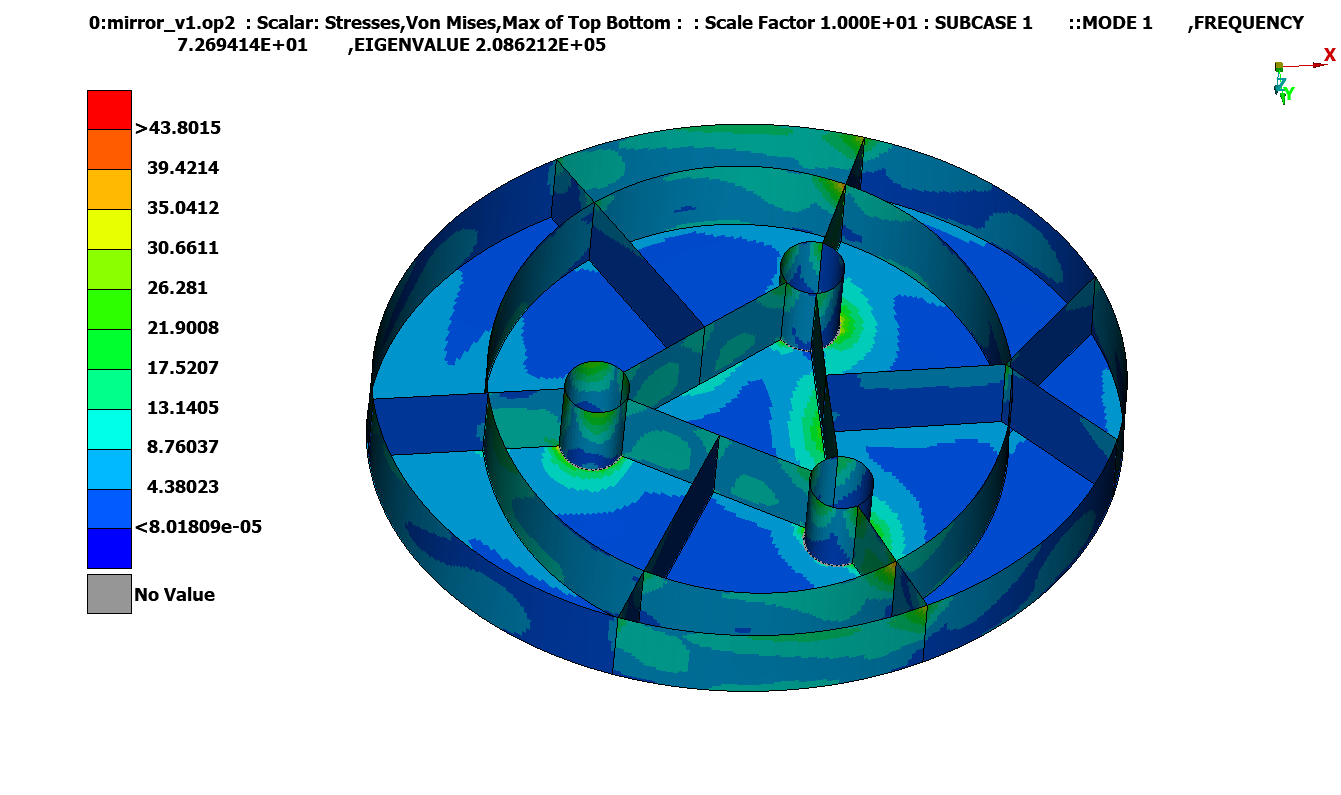 0:mirror_v1.op2 : Scalar: Stresses,Von Mises,Max of Top Bottom : : Scale Factor 1.000E+01 : SUBCASE 1 ::MODE 1 ,FREQUENCY
7.269414E+01 ,EIGENVALUE 2.086212E+05
X
Z
Y
>43.8015
39.4214
35.0412
30.6611
26.281
21.9008
17.5207
13.1405
8.76037
4.38023
<8.01809e-05
No Value